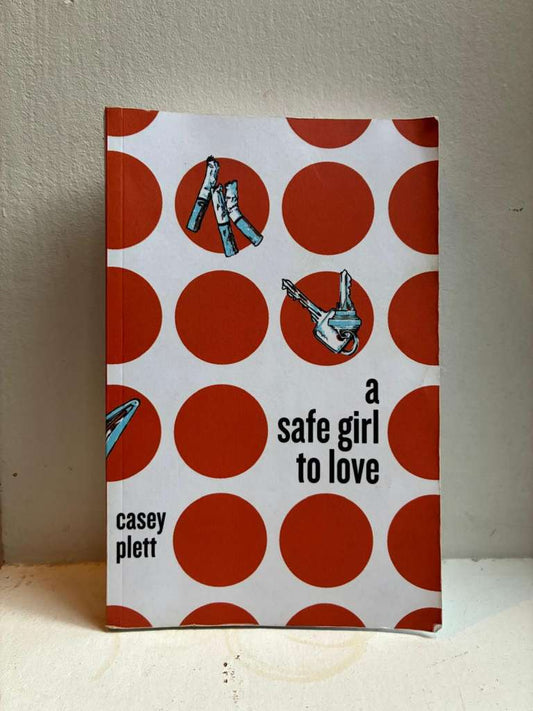 a
safe girl
to love
casey
plett